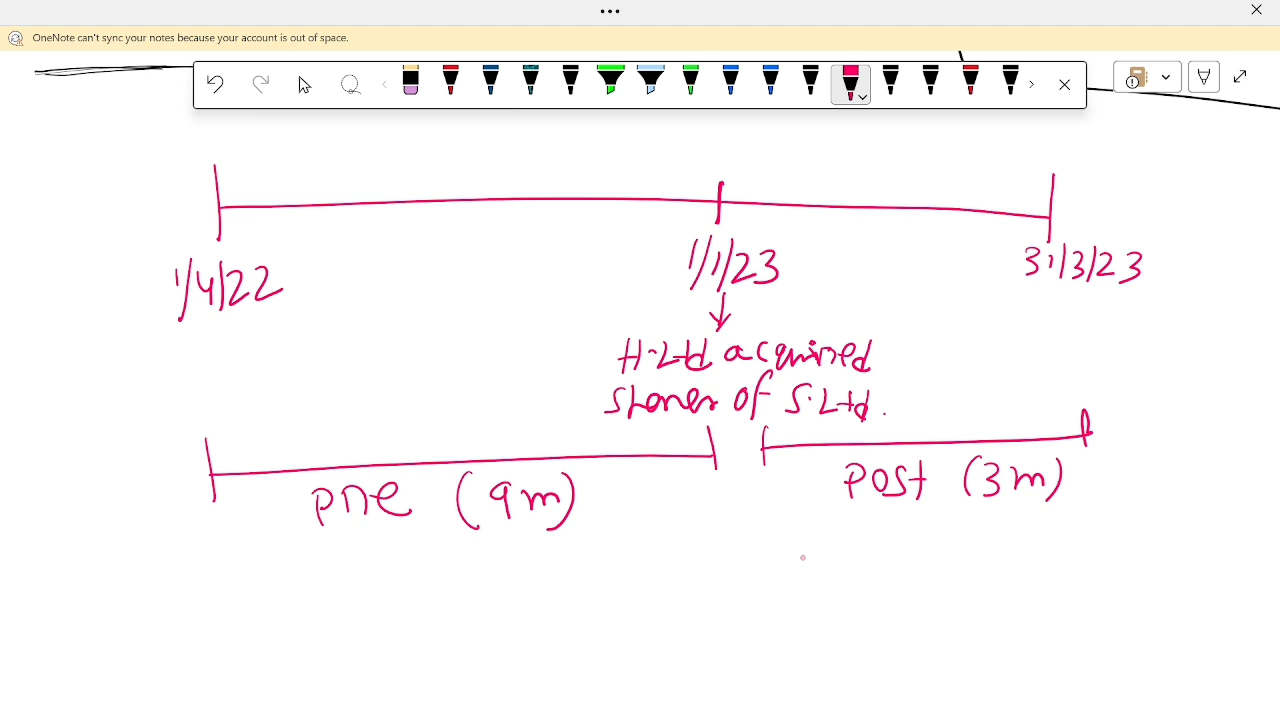 OneNote can't sync your notes because your account is out of space.
1/4/22
1/1/23
31/3/23
H.Ltd acquired
shares of S.Ltd.
pre (9m)
post (3m)